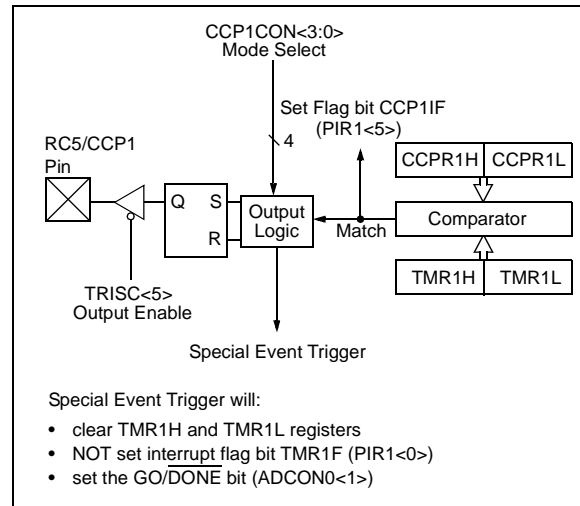 CCP1CON<3:0>
Mode Select
Set Flag bit CCP1IF
(PIR1<5>)
4
RC5/CCP1
Pin
CCPR1H CCPR1L
Q S
R
Output
Logic
Match
Comparator
TMR1H TMR1L
TRISC<5>
Output Enable
Special Event Trigger
Special Event Trigger will:
• clear TMR1H and TMR1L registers
• NOT set interrupt flag bit TMR1F (PIR1<0>)
• set the GO/DONE bit (ADCON0<1>)